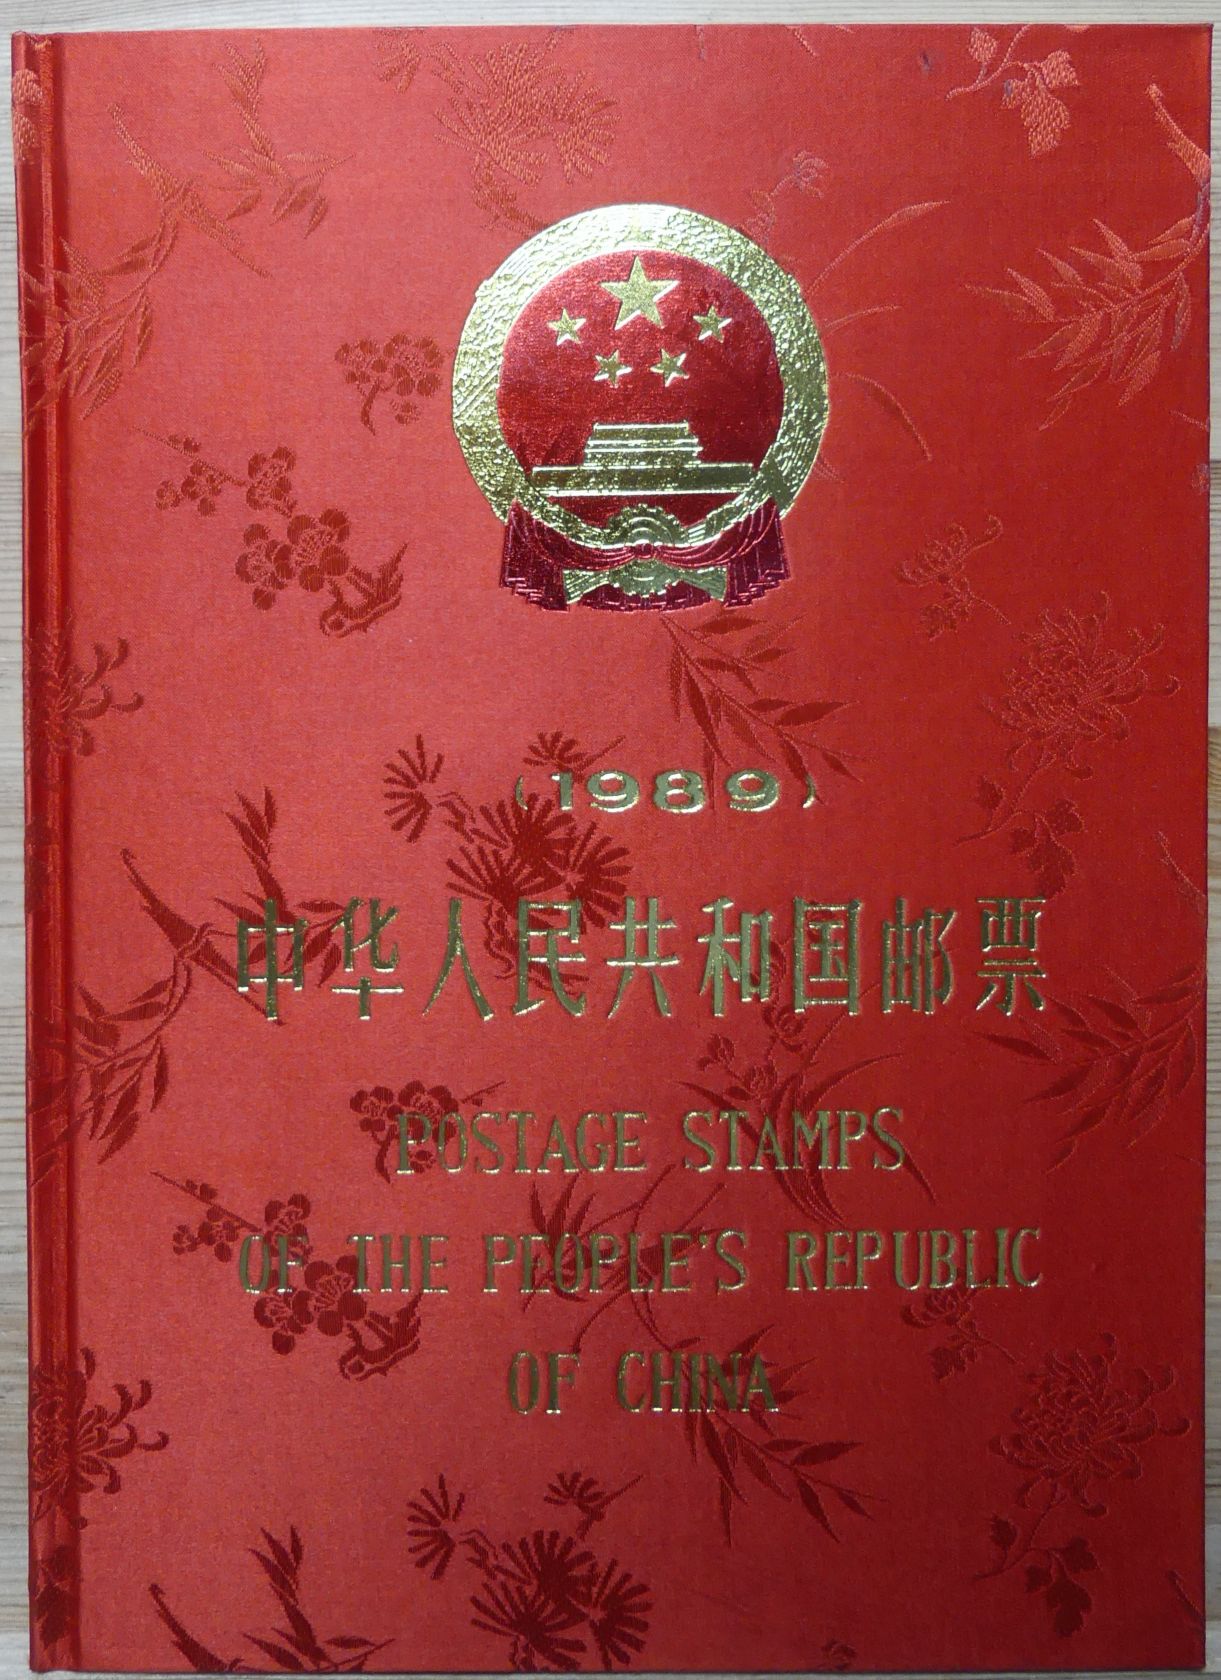 (1989)
中华人民共和国邮票
POSTAGE STAMPS
OF THE PEOPLE'S REPUBLIC
OF CHINA